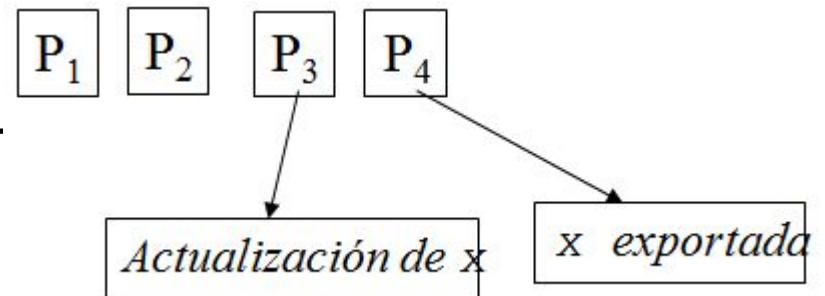 P₁ P₂ P₃ P₄
Actualización de x
x exportada